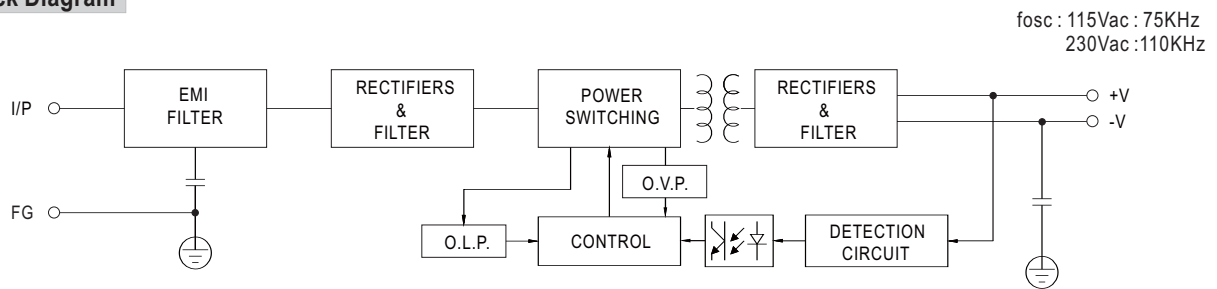 ck Diagram
fosc : 115Vac : 75KHz
230Vac :110KHz
I/P
EMI
FILTER
RECTIFIERS
&
FILTER
POWER
SWITCHING
RECTIFIERS
&
FILTER
+V
-V
O.V.P.
FG
O.L.P.
CONTROL
DETECTION
CIRCUIT